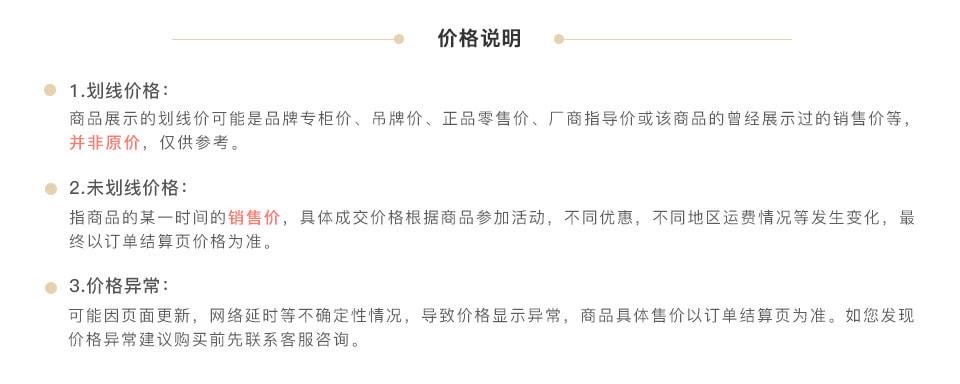 价格说明
1.划线价格：
商品展示的划线价可能是品牌专柜价、吊牌价、正品零售价、厂商指导价或该商品的曾经展示过的销售价等，
并非原价，仅供参考。
2.未划线价格：
指商品的某一时间的销售价，具体成交价格根据商品参加活动，不同优惠，不同地区运费情况等发生变化，最
终以订单结算页价格为准。
3.价格异常：
可能因页面更新，网络延时等不确定性情况，导致价格显示异常，商品具体售价以订单结算页为准。如您发现
价格异常建议购买前先联系客服咨询。